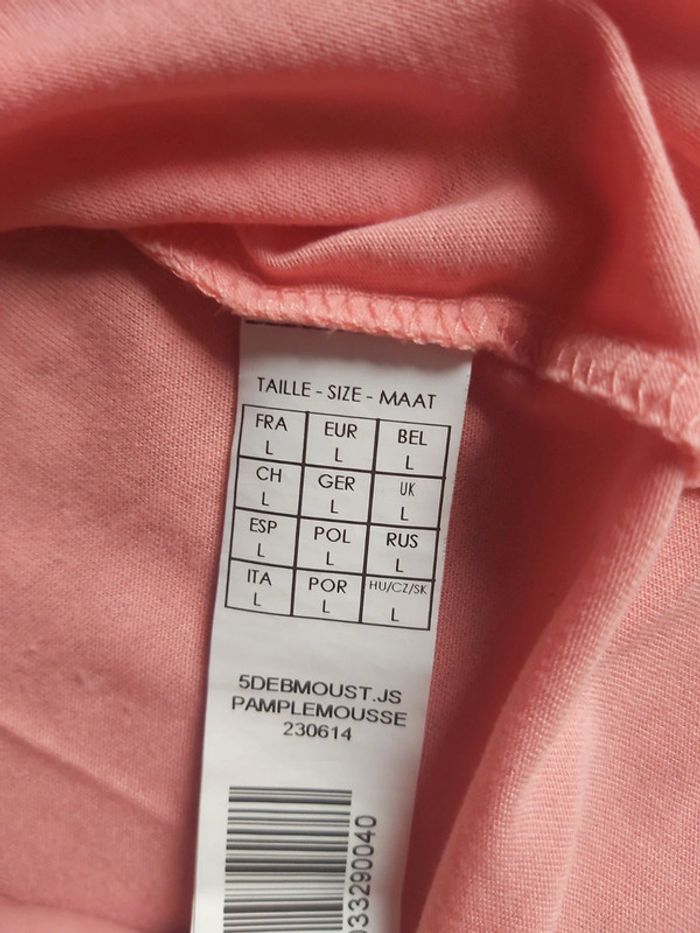 TAILLE - SIZE - MAAT
FRA EUR BEL
L L L
CH GER UK
L L L
ESP POL RUS
L L L
ITA POR HU/CZ/SK
L L L
5DEBMOUST.JS
PAMPLEMOUSSE
230614
033290040